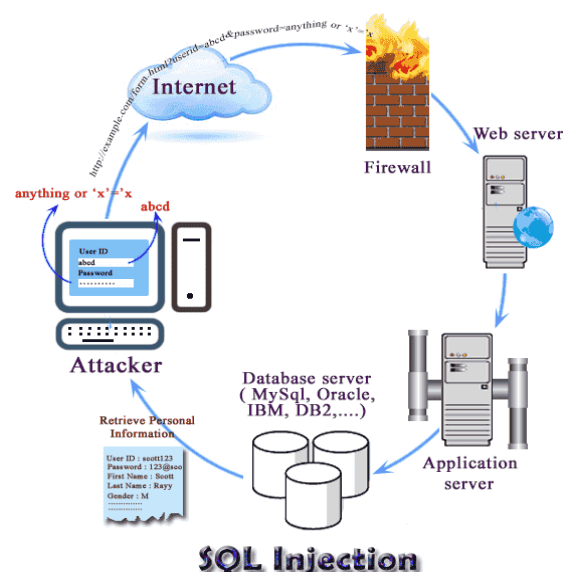 http://example.com/form.html?userid=abcd&password=anything or ‘x’=’x
Internet
Firewall
Web server
anything or ‘x’=’x
abcd
User ID
abcd
Password
----------
Attacker
Database server
( MySql, Oracle,
IBM, DB2,....)
Application
server
Retrieve Personal
Information
User ID : scott123
Password : 123@sco
First Name : Scott
Last Name : Rayy
Gender : M
--------------
--------------
SQL Injection